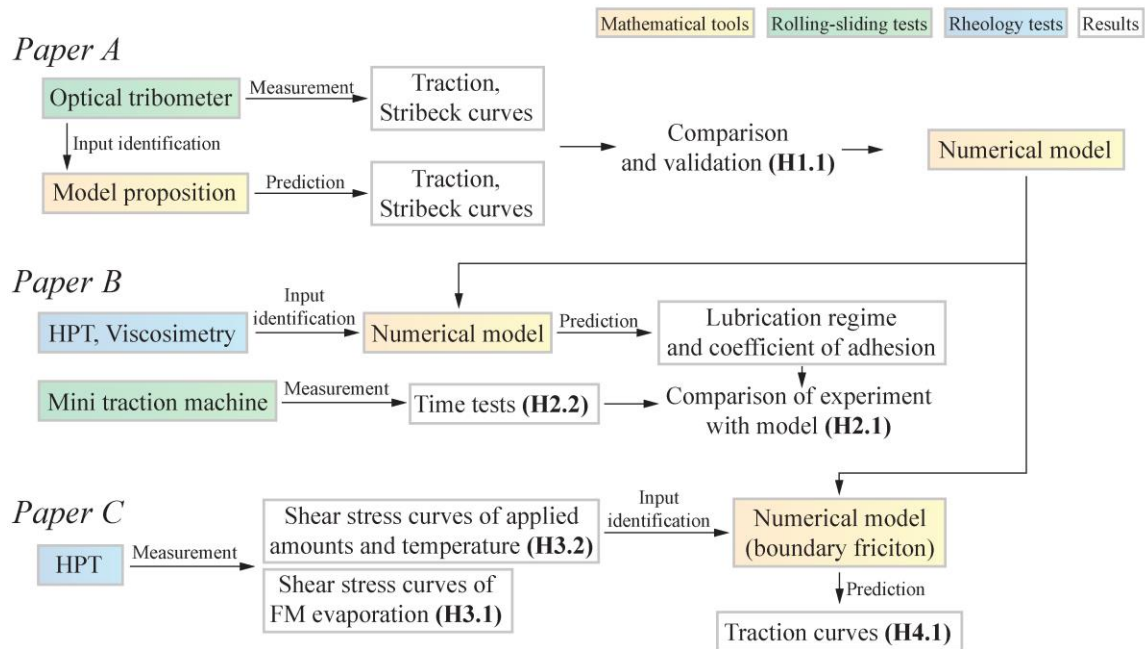 Mathematical tools
Rolling-sliding tests
Rheology tests
Results
Paper A
Optical tribometer
Measurement
Traction,
Stribeck curves
Input identification
Model proposition
Prediction
Traction,
Stribeck curves
Comparison
and validation (H1.1)
Numerical model
Paper B
HPT, Viscosimetry
Input
identification
Numerical model
Prediction
Lubrication regime
and coefficient of adhesion
Mini traction machine
Measurement
Time tests (H2.2)
Comparison of experiment
with model (H2.1)
Paper C
HPT
Measurement
Shear stress curves of applied
amounts and temperature (H3.2)
Shear stress curves of
FM evaporation (H3.1)
Input
identification
Numerical model
(boundary friciton)
Prediction
Traction curves (H4.1)